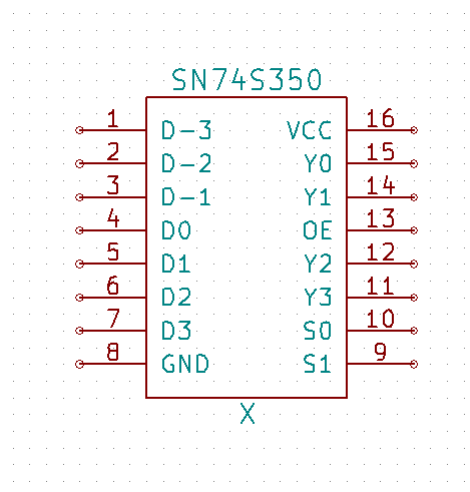 SN74S350
1 D-3 VCC 16
2 D-2 Y0 15
3 D-1 Y1 14
4 D0 OE 13
5 D1 Y2 12
6 D2 Y3 11
7 D3 S0 10
8 GND S1 9
X